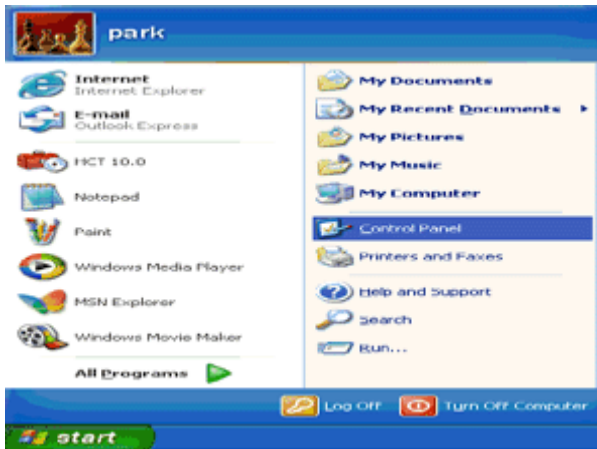 park
Internet
Internet Explorer
E-mail
Outlook Express
HCT 10.0
Notepad
Paint
Windows Media Player
MSN Explorer
Windows Movie Maker
All Programs
My Documents
My Recent Documents
My Pictures
My Music
My Computer
Control Panel
Printers and Faxes
Help and Support
Search
Run...
Log Off
Turn Off Computer
start